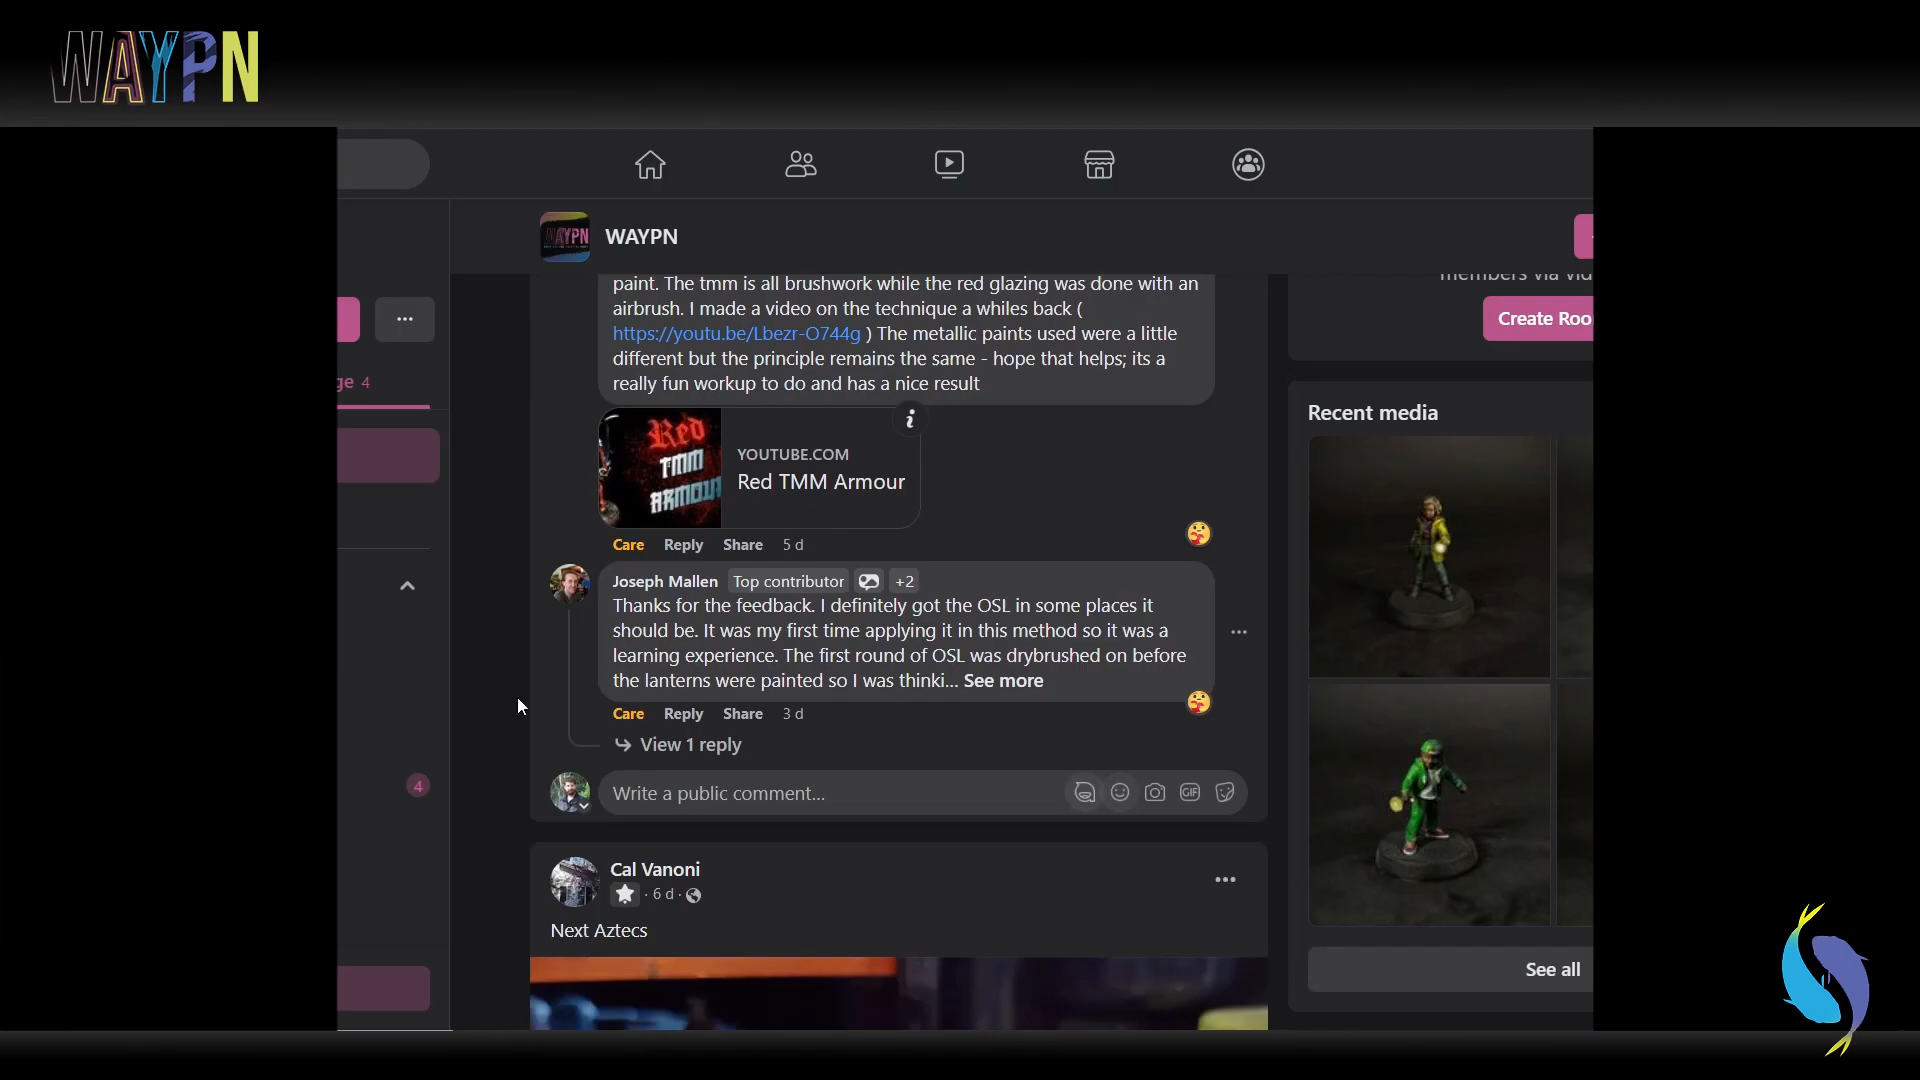 WAYPN
WAYPN
WAYPN
paint. The tmm is all brushwork while the red glazing was done with an
airbrush. I made a video on the technique a whiles back (
https://youtu.be/Lbezr-O744g ) The metallic paints used were a little
different but the principle remains the same - hope that helps; its a
really fun workup to do and has a nice result
Red
TMM
ARMOUR
YOUTUBE.COM
Red TMM Armour
Care Reply Share 5 d
Joseph Mallen Top contributor +2
Thanks for the feedback. I definitely got the OSL in some places it
should be. It was my first time applying it in this method so it was a
learning experience. The first round of OSL was drybrushed on before
the lanterns were painted so I was thinki... See more
Care Reply Share 3 d
View 1 reply
Write a public comment...
GIF
Cal Vanoni
· 6 d ·
Next Aztecs
ge 4
4
members via vid
Create Roo
Recent media
See all